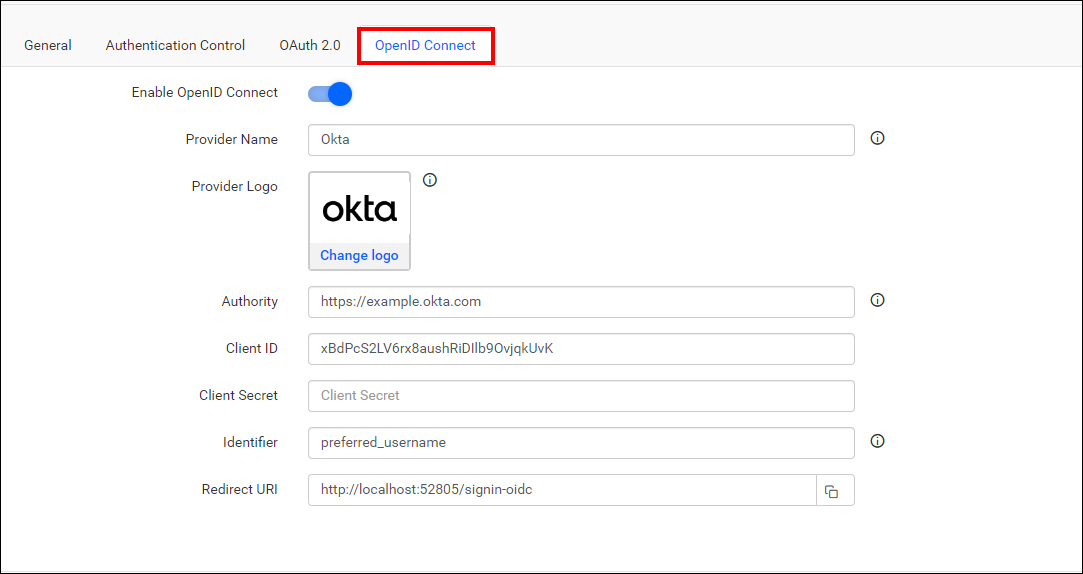 General Authentication Control OAuth 2.0 OpenID Connect
Enable OpenID Connect
Provider Name Okta
Provider Logo
okta
Change logo
Authority https://example.okta.com
Client ID xBdPcS2LV6rx8aushRiDIlb9OvjqkUvK
Client Secret Client Secret
Identifier preferred_username
Redirect URI http://localhost:52805/signin-oidc